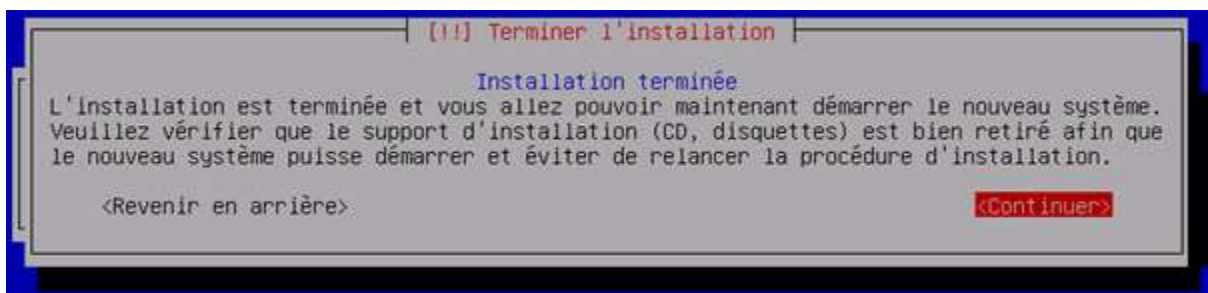 [!!] Terminer l'installation
Installation terminée
L'installation est terminée et vous allez pouvoir maintenant démarrer le nouveau système.
Veuillez vérifier que le support d'installation (CD, disquettes) est bien retiré afin que
le nouveau système puisse démarrer et éviter de relancer la procédure d'installation.
<Revenir en arrière> <Continuer>